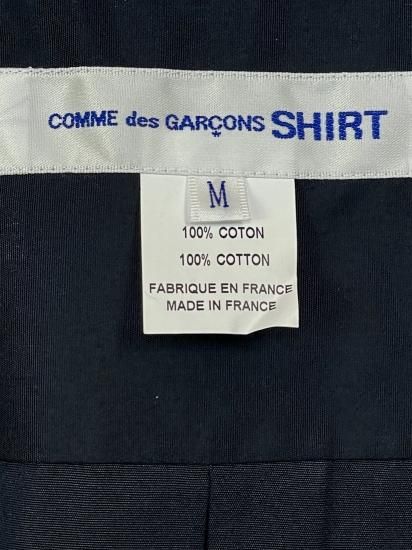 COMME des GARÇONS SHIRT
M
100% COTON
100% COTTON
FABRIQUE EN FRANCE
MADE IN FRANCE